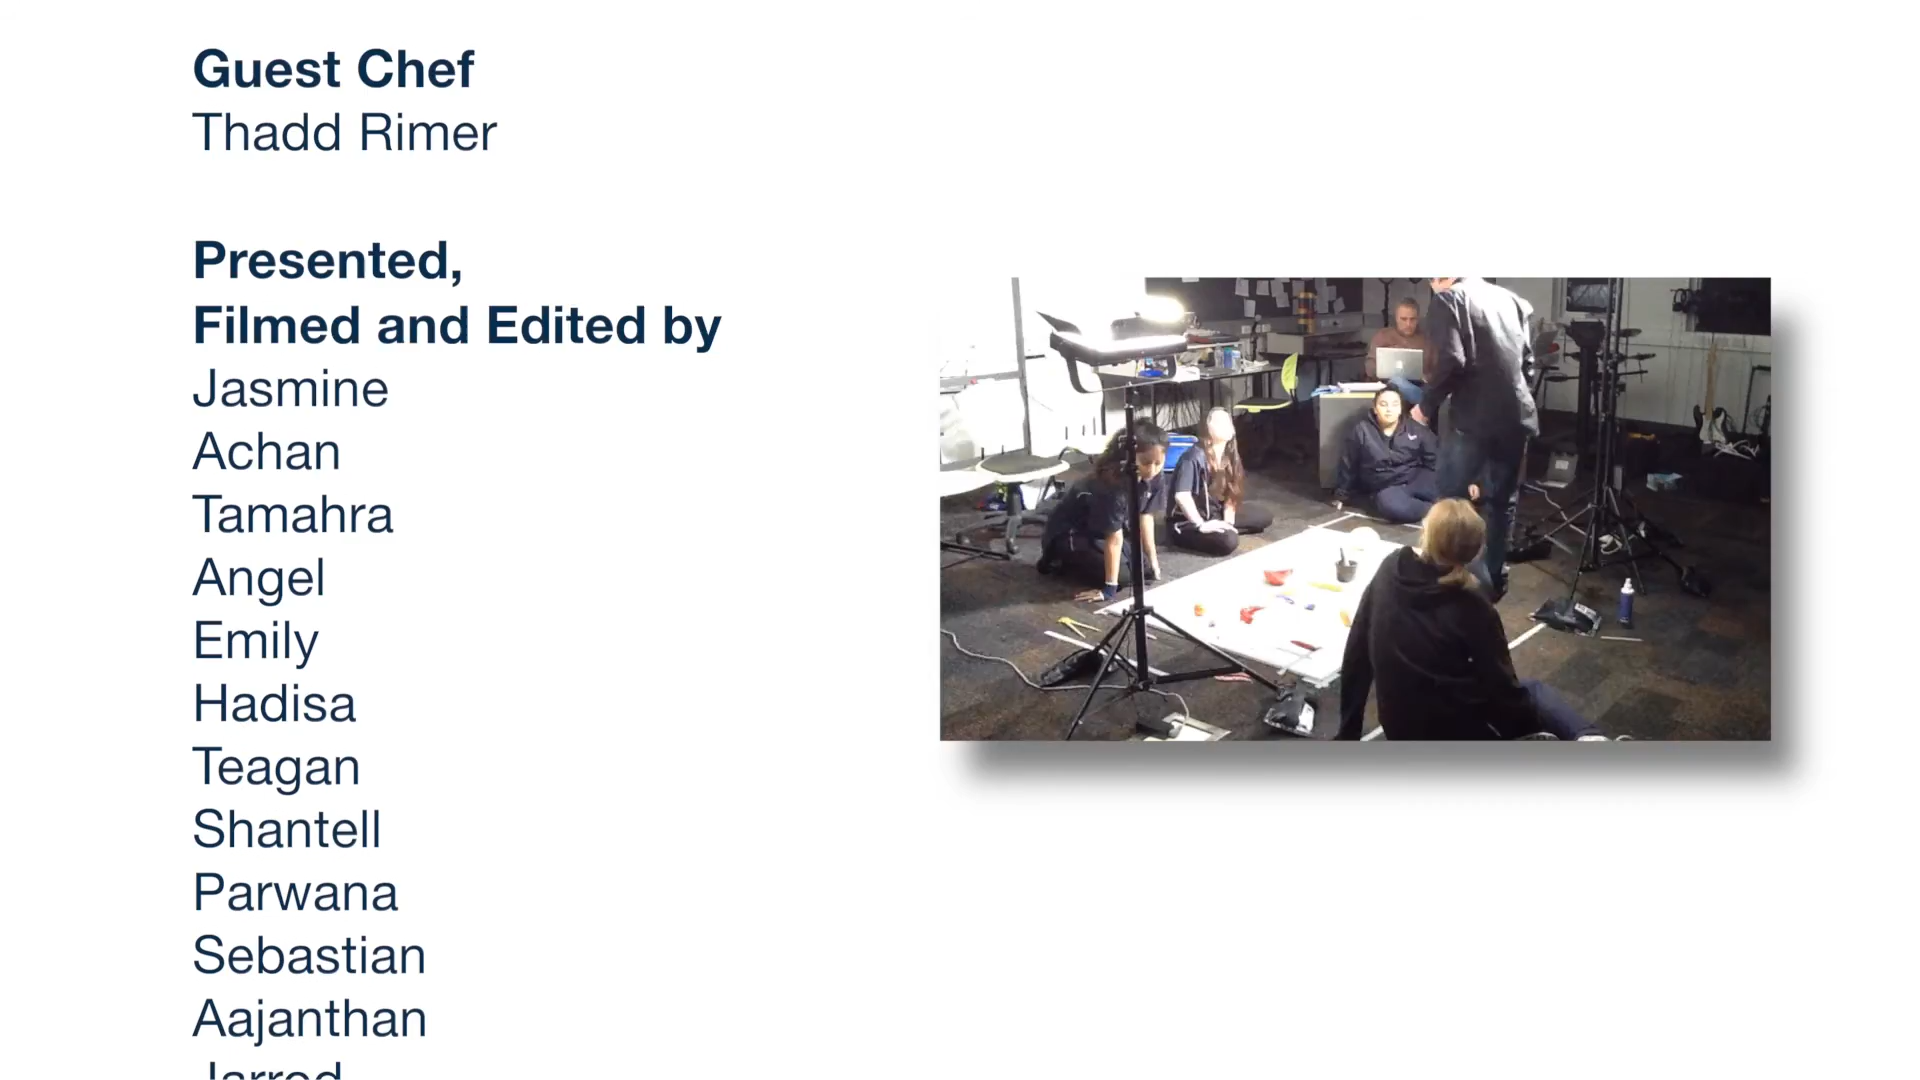 Guest Chef
Thadd Rimer
Presented,
Filmed and Edited by
Jasmine
Achan
Tamahra
Angel
Emily
Hadisa
Teagan
Shantell
Parwana
Sebastian
Aajanthan
Jarrod